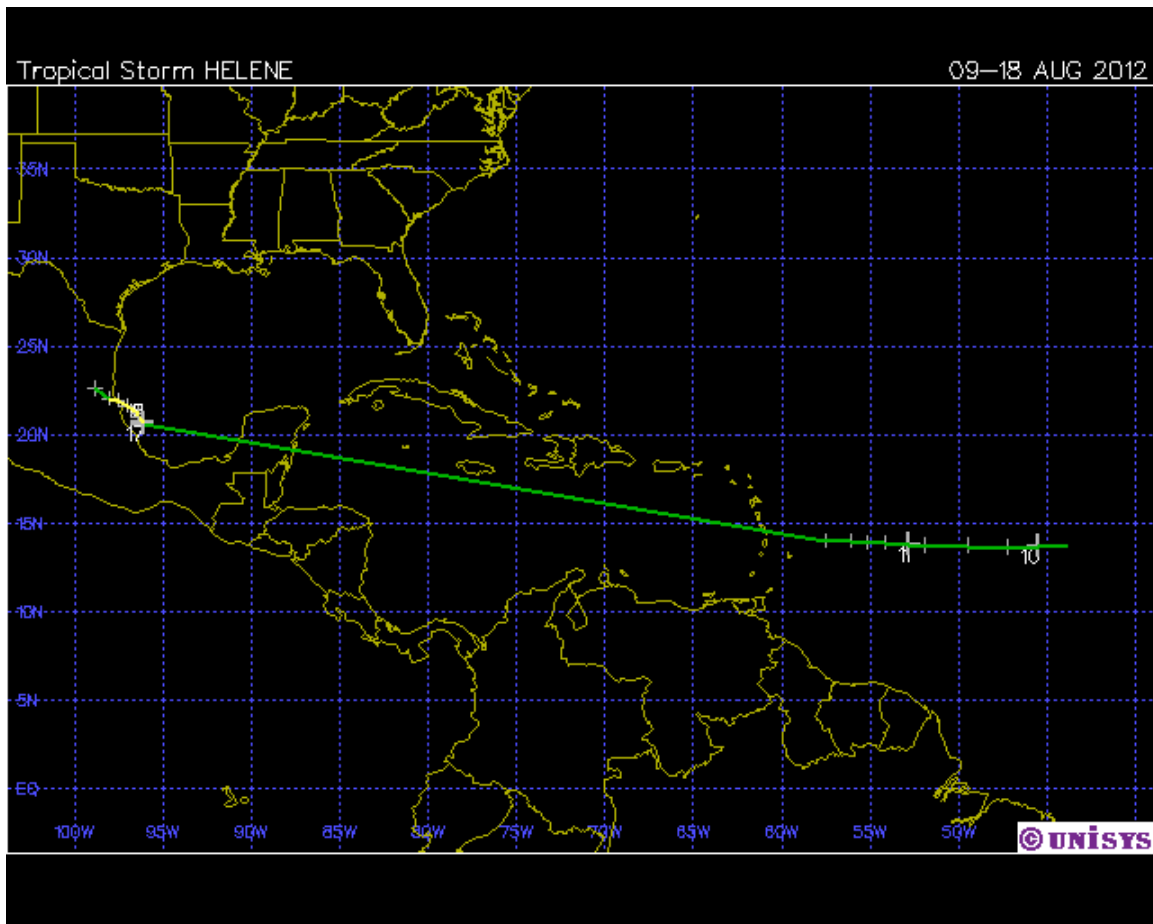 Tropical Storm HELENE 09-18 AUG 2012
35N
30N
25N
20N
15N
10N
5N
EQ
17
11
10
100W 95W 90W 85W 80W 75W 70W 65W 60W 55W 50W
© UNISYS